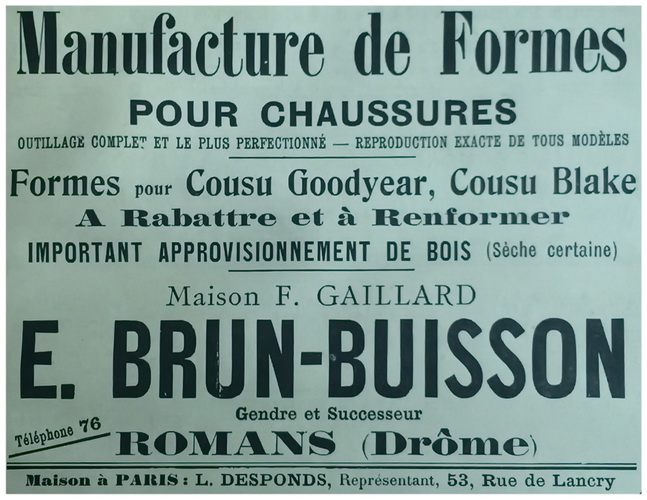 Manufacture de Formes
POUR CHAUSSURES
OUTILLAGE COMPLET ET LE PLUS PERFECTIONNÉ — REPRODUCTION EXACTE DE TOUS MODÈLES
Formes pour Cousu Goodyear, Cousu Blake
A Rabattre et à Renformer
IMPORTANT APPROVISIONNEMENT DE BOIS (Sèche certaine)
Maison F. GAILLARD
E. BRUN-BUISSON
Gendre et Successeur
Téléphone 76
ROMANS (Drôme)
Maison à PARIS : L. DESPONDS, Représentant, 53, Rue de Lancry